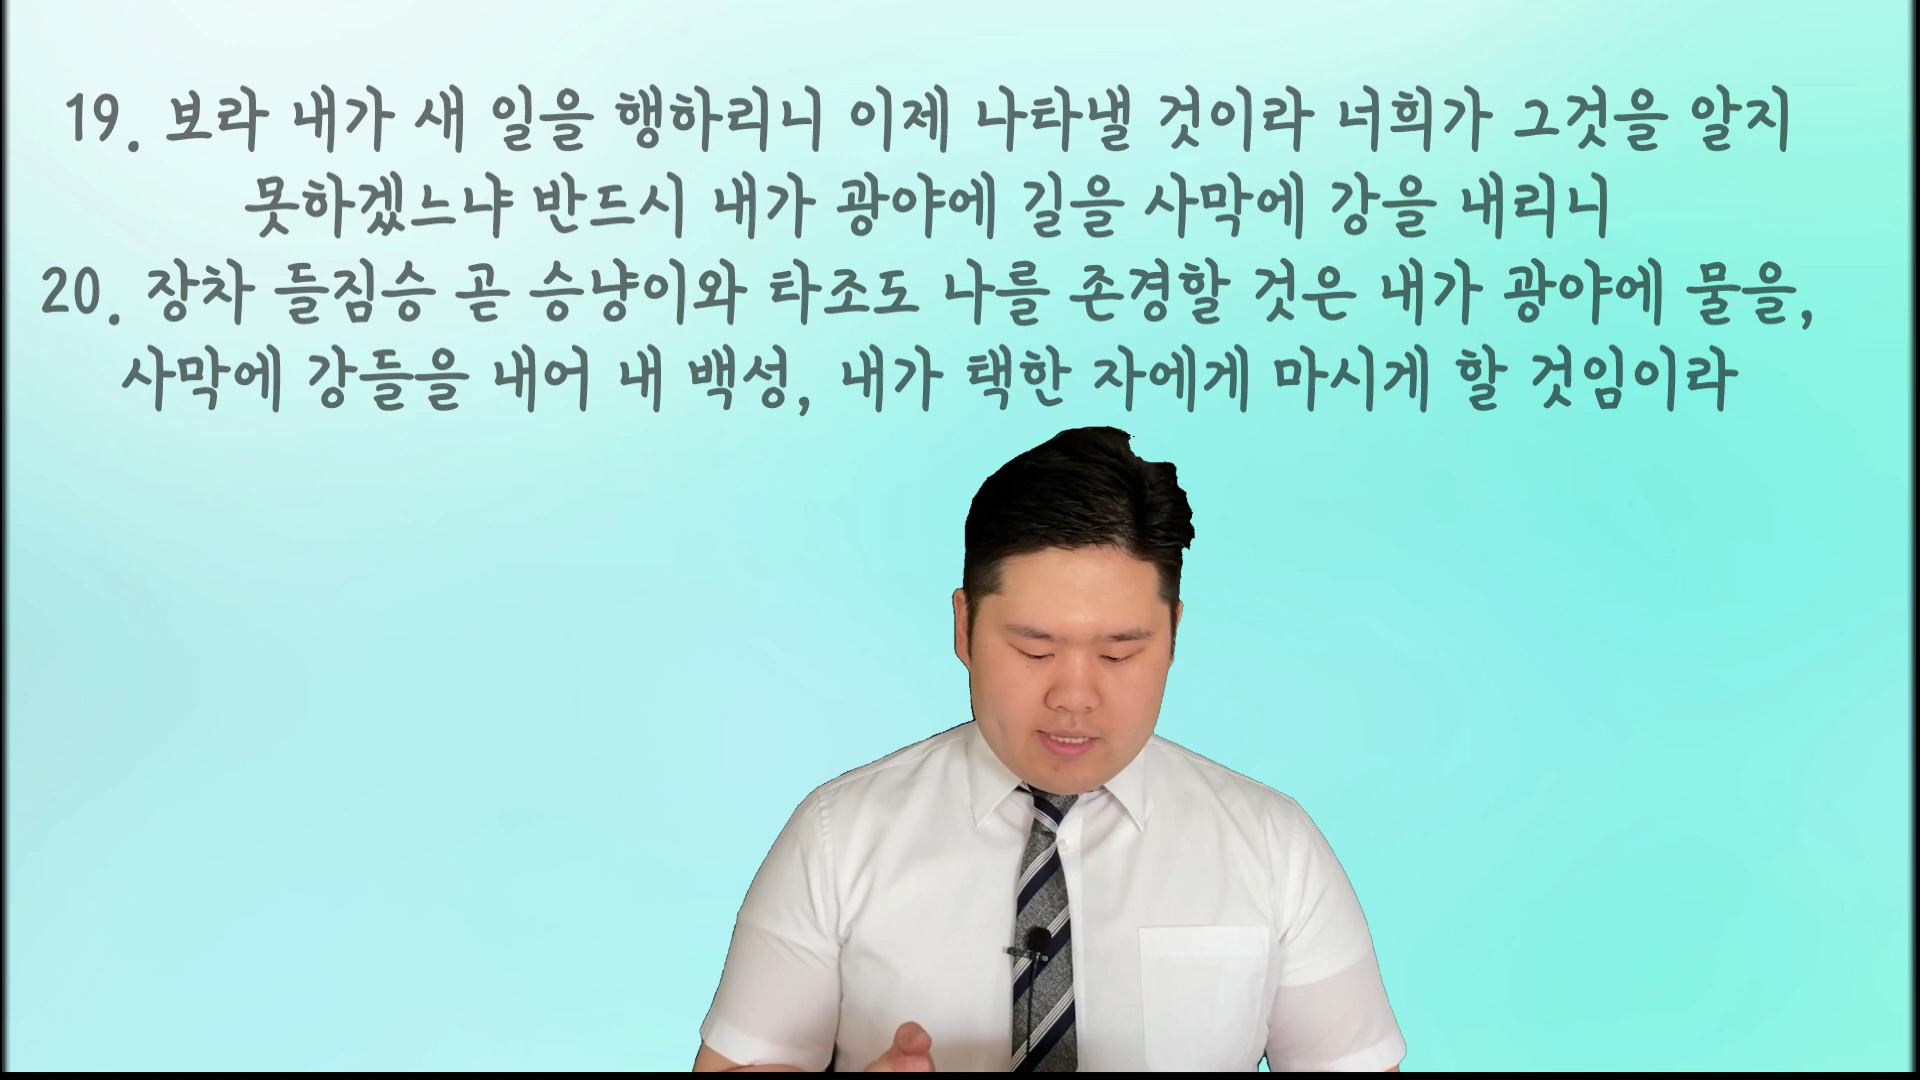 19. 보라 내가 새 일을 행하리니 이제 나타낼 것이라 너희가 그것을 알지
못하겠느냐 반드시 내가 광야에 길을 사막에 강을 내리니
20. 장차 들짐승 곧 승냥이와 타조도 나를 존경할 것은 내가 광야에 물을,
사막에 강들을 내어 내 백성, 내가 택한 자에게 마시게 할 것임이라